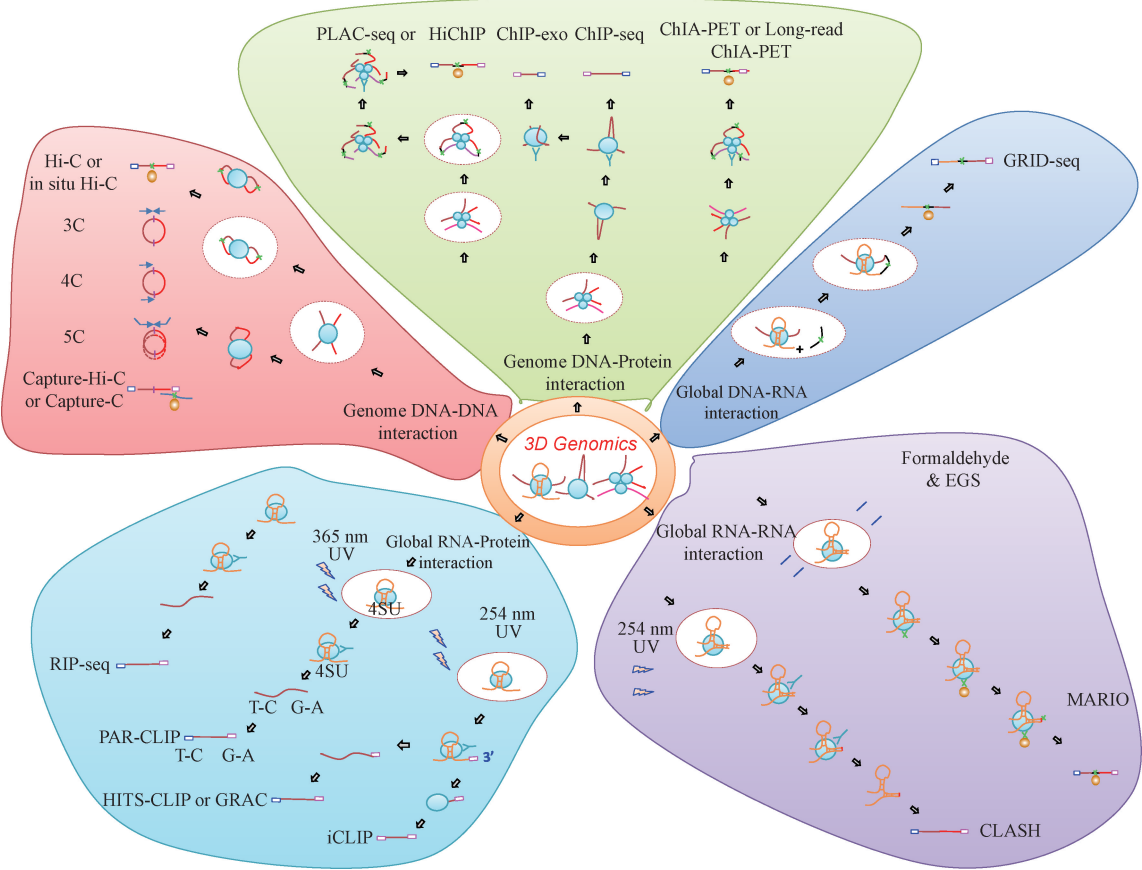 PLAC-seq or
HiChIP
ChIP-exo
ChIP-seq
ChIA-PET or Long-read
ChIA-PET
Genome DNA-Protein
interaction
Hi-C or
in situ Hi-C
3C
4C
5C
Capture-Hi-C
or Capture-C
Genome DNA-DNA
interaction
GRID-seq
+
Global DNA-RNA
interaction
3D Genomics
Global RNA-Protein
interaction
365 nm
UV
4SU
4SU
254 nm
UV
RIP-seq
T-C G-A
PAR-CLIP
T-C G-A
3'
HITS-CLIP or GRAC
iCLIP
Formaldehyde
& EGS
Global RNA-RNA
interaction
254 nm
UV
MARIO
CLASH